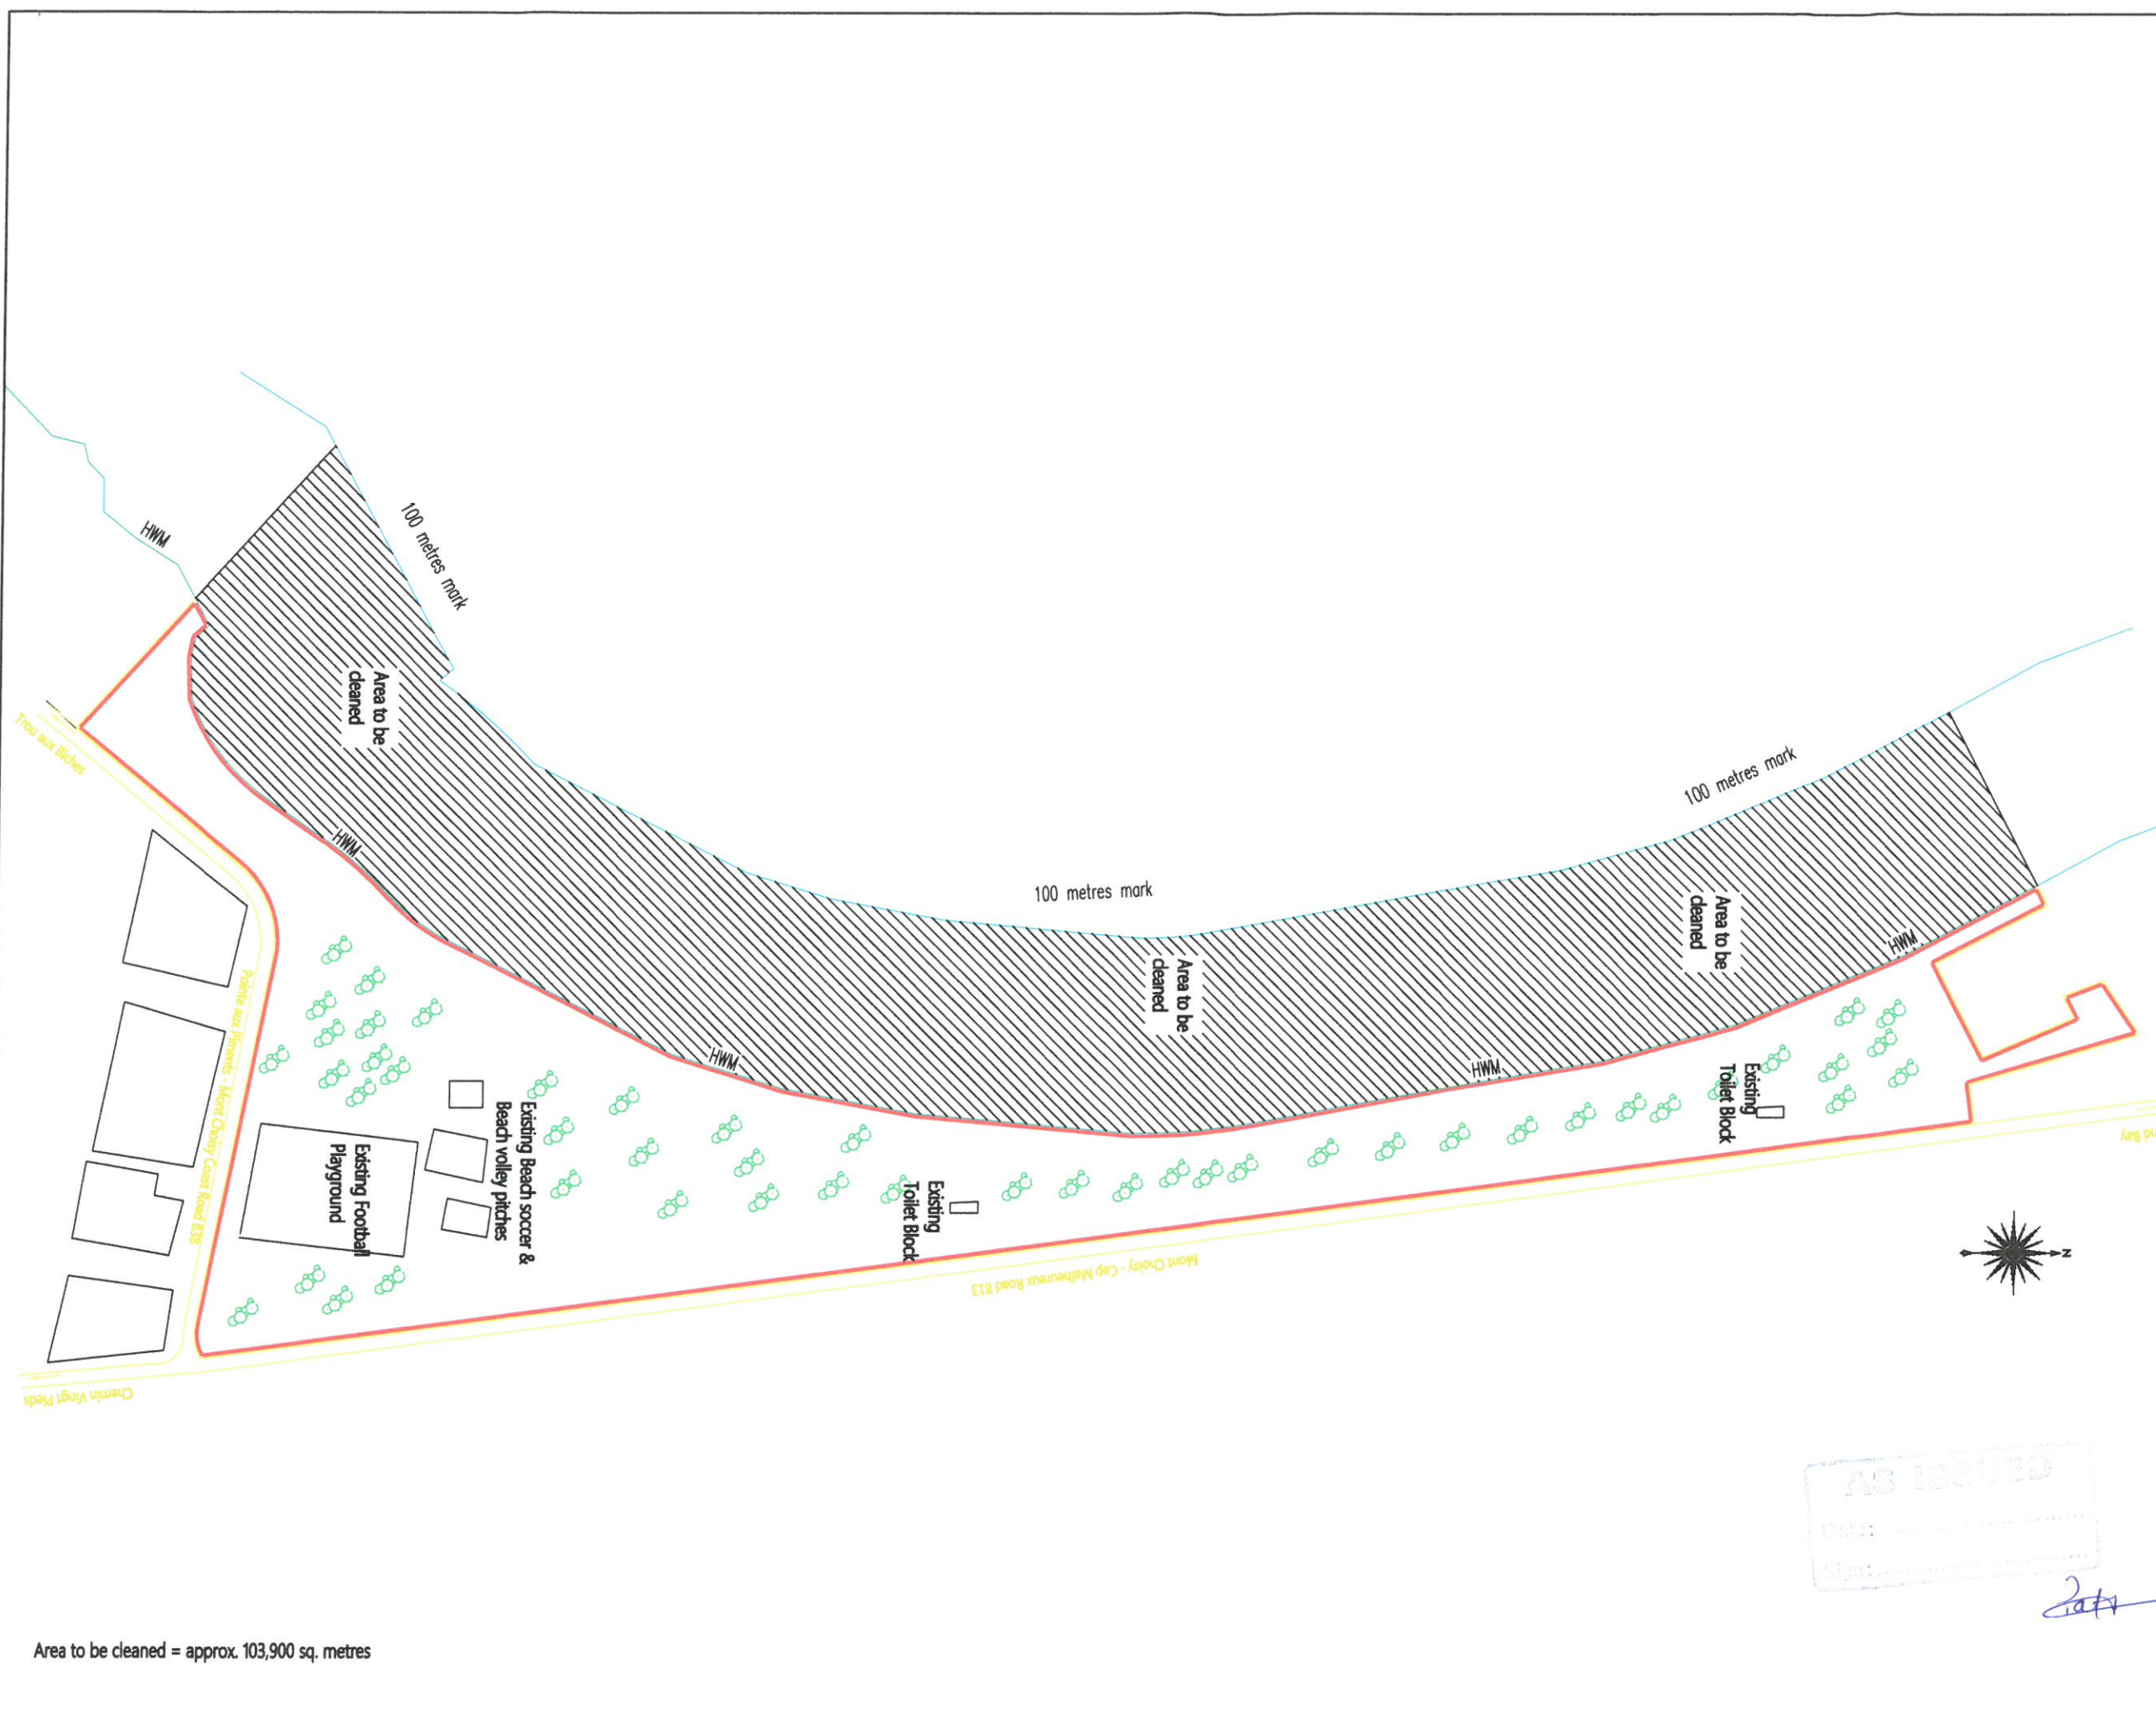 HWM
100 metres mark
Area to be
cleaned
Trou aux Biches
HWM
100 metres mark
100 metres mark
Area to be
cleaned
HWM
Area to be
cleaned
Pointe aux Piments - Mont Choisy Coast Road B38
HWM
HWM
Existing
Toilet Block
Existing Beach soccer &
Beach volley pitches
Existing Football
Playground
Existing
Toilet Block
Mont Choisy - Cap Malheureux Road B13
Bay
N
Chemin Vingt Pieds
AS ISSUED
Date:
Sign:
Area to be cleaned = approx. 103,900 sq. metres